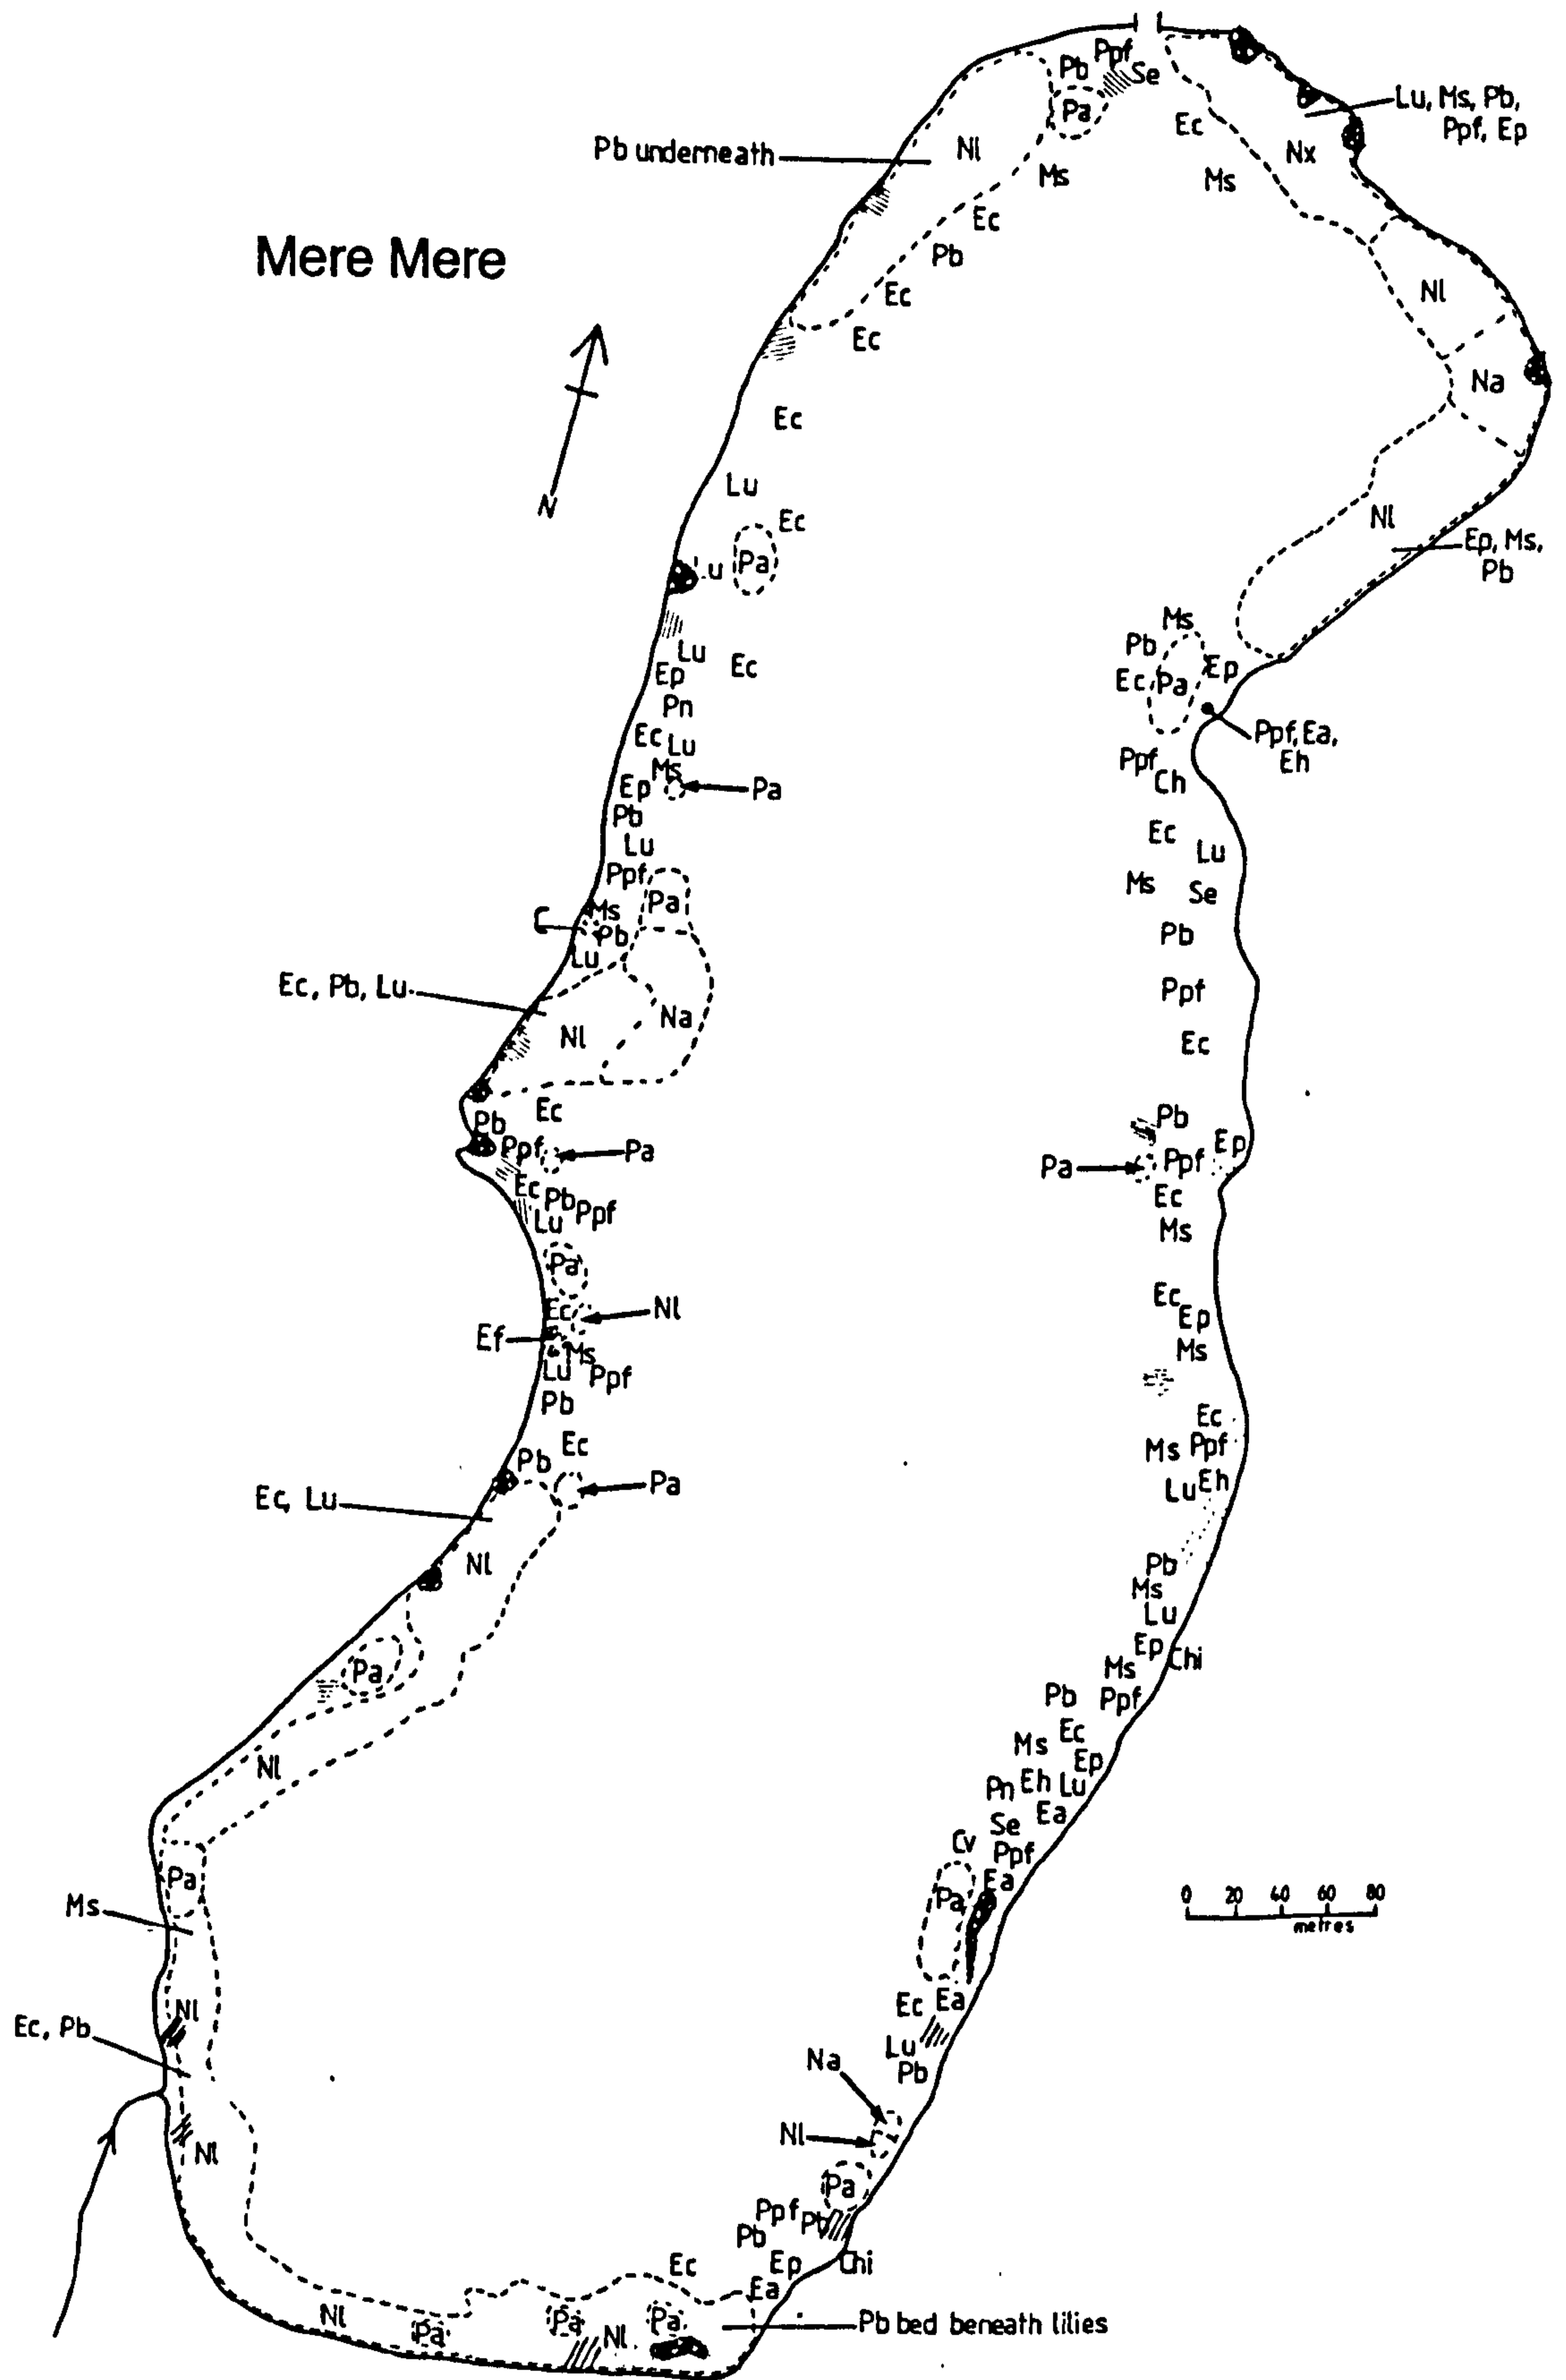 Ppf
Pb
Se
Pa
Ec
Lu, Ms, Pb,
Ppf, Ep
Pb underneath
Nl
Nx
Ms
Ms
Ec
Mere Mere
Pb
Ec
Nl
Ec
Na
Ec
Lu
N
Ec
Nl
Pa
Lu
Ep, Ms,
Pb
Ms
Pb
Lu
Ec
Ep
Ec
Pa
Ep
Pn
Ec
Lu
Ppf, Ea,
Eh
Ms
Ppf
Ch
Ep
Pa
Pb
Ec
Lu
Lu
Ppf
Ms
Se
Pa
C
Ms
Pb
Pb
Lu
Ec, Pb, Lu
Ppf
Na
Nl
Ec
Ec
Pb
Pb
Ppf
Pa
Ep
Pa
Ppf
Ec
Pb
Ppf
Ec
Lu
Ms
Pa
Ec
Nl
Ec
Ep
Ef
Ms
Lu
Ppf
Ms
Pb
Ec
Ec
Pb
Ms
Ppf
Pa
Lu
Eh
Ec, Lu
Nl
Pb
Ms
Lu
Ep
Chi
Pa
Ms
Pb
Ppf
Ec
Ms
Nl
Ep
Pn
Eh
Lu
Ea
Se
Cv
Ppf
Pa
Ea
Pa
0 20 40 60 80
metres
Ms
Nl
Ec
Ea
Ec, Pb
Lu
Na
Pb
Nl
Nl
Pa
Ppf
Pb
Pb
Ec
Ep
Chi
Ea
Nl
Pa
Pa
Pa
Nl
Pb bed beneath lilies